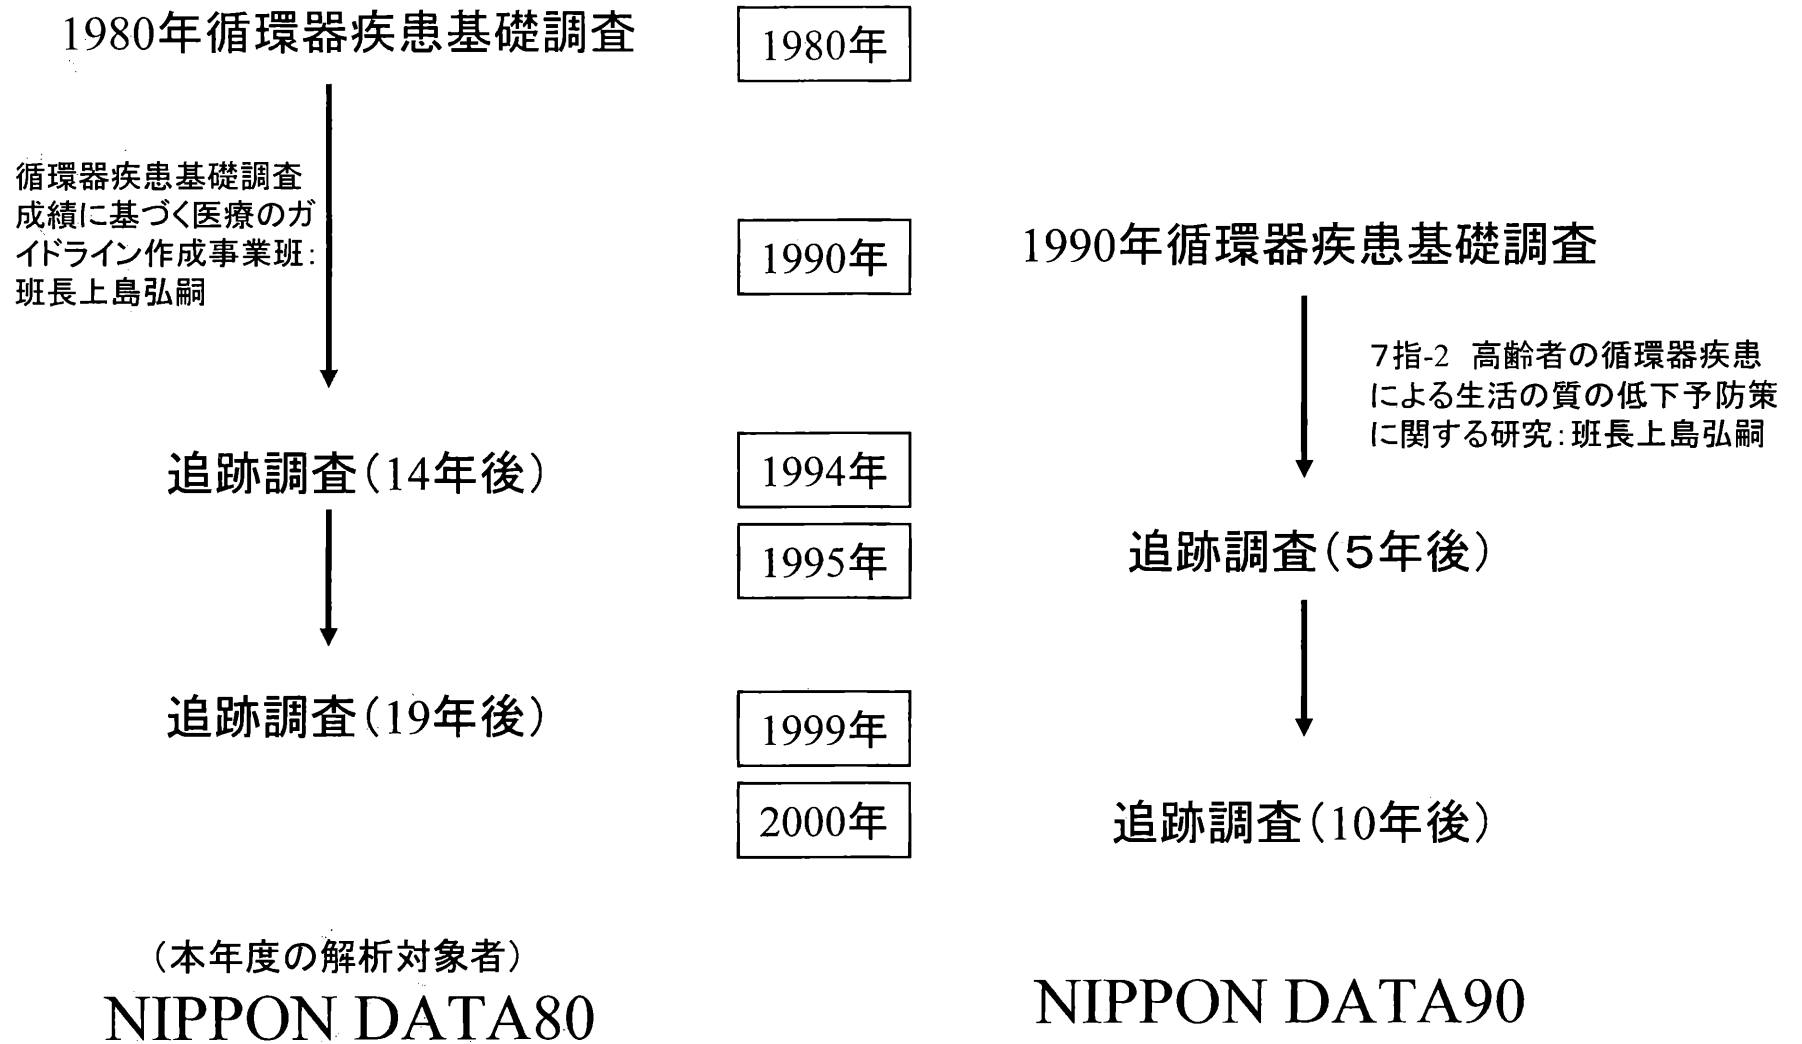 1980年循環器疾患基礎調査
1980年
循環器疾患基礎調査
成績に基づく医療のガ
イドライン作成事業班：
班長上島弘嗣
1990年
1990年循環器疾患基礎調査
7指-2 高齢者の循環器疾患
による生活の質の低下予防策
に関する研究：班長上島弘嗣
追跡調査（14年後）
1994年
1995年
追跡調査（5年後）
追跡調査（19年後）
1999年
2000年
追跡調査（10年後）
（本年度の解析対象者）
NIPPON DATA80
NIPPON DATA90